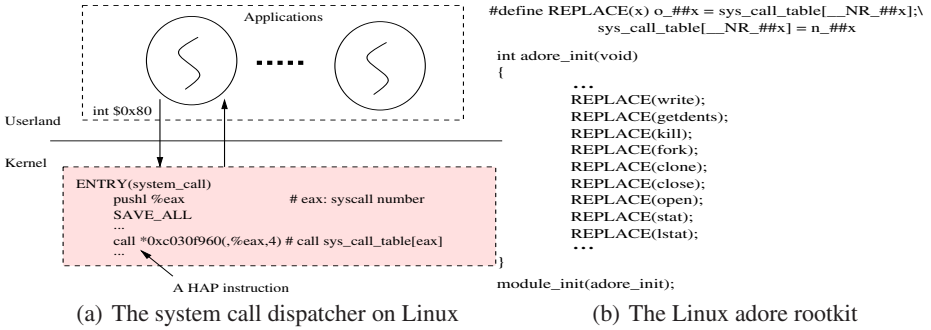 Applications
int $0x80
Userland
Kernel
ENTRY(system_call)
pushl %eax # eax: syscall number
SAVE_ALL
...
call *0xc030f960(,%eax,4) # call sys_call_table[eax]
...
A HAP instruction
(a) The system call dispatcher on Linux
#define REPLACE(x) o_##x = sys_call_table[__NR_##x];\
sys_call_table[__NR_##x] = n_##x
int adore_init(void)
{
...
REPLACE(write);
REPLACE(getdents);
REPLACE(kill);
REPLACE(fork);
REPLACE(clone);
REPLACE(close);
REPLACE(open);
REPLACE(stat);
REPLACE(lstat);
...
}
module_init(adore_init);
(b) The Linux adore rootkit